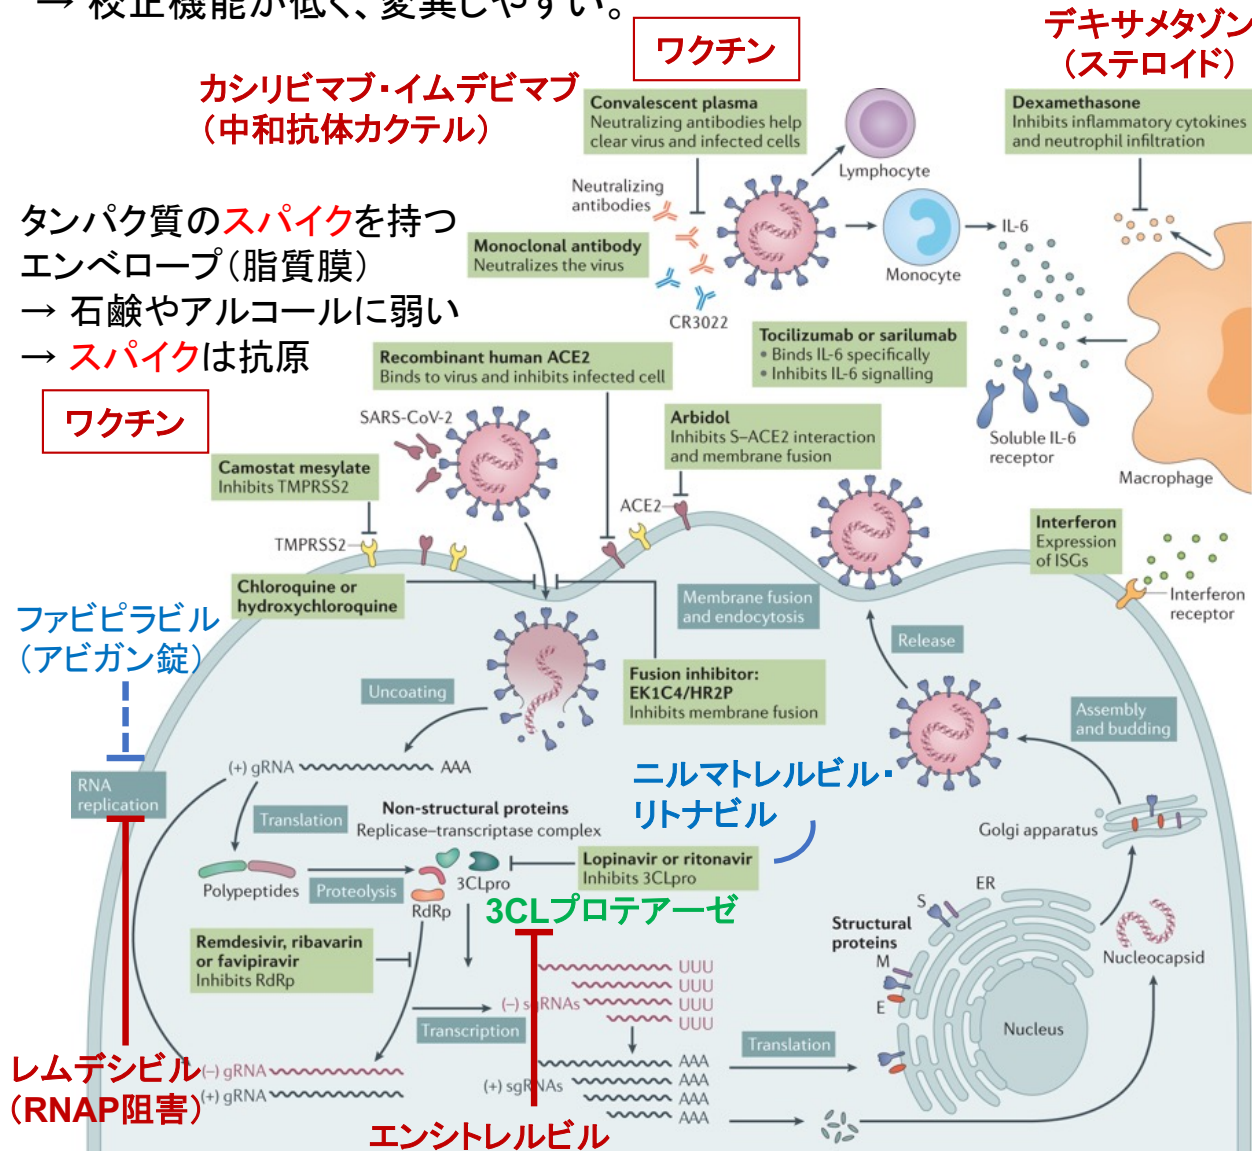 → 校正機能が低く、変異しやすい。
デキサメタゾン
（ステロイド）
ワクチン
カシリビマブ・イムデビマブ
（中和抗体カクテル）
Convalescent plasma
Neutralizing antibodies help
clear virus and infected cells
Dexamethasone
Inhibits inflammatory cytokines
and neutrophil infiltration
Lymphocyte
Neutralizing
antibodies
タンパク質のスパイクを持つ
エンベロープ（脂質膜）
→ 石鹸やアルコールに弱い
→ スパイクは抗原
Monoclonal antibody
Neutralizes the virus
IL-6
Monocyte
CR3022
Tocilizumab or sarilumab
• Binds IL-6 specifically
• Inhibits IL-6 signalling
Recombinant human ACE2
Binds to virus and inhibits infected cell
ワクチン
SARS-CoV-2
Arbidol
Inhibits S–ACE2 interaction
and membrane fusion
Soluble IL-6
receptor
Macrophage
Camostat mesylate
Inhibits TMPRSS2
ACE2
TMPRSS2
Interferon
Expression
of ISGs
Interferon
receptor
Chloroquine or
hydroxychloroquine
Membrane fusion
and endocytosis
ファビピラビル
（アビガン錠）
Release
Uncoating
Fusion inhibitor:
EK1C4/HR2P
Inhibits membrane fusion
Assembly
and budding
(+) gRNA
AAA
RNA
replication
ニルマトレルビル・
リトナビル
Translation
Non-structural proteins
Replicase–transcriptase complex
Golgi apparatus
Polypeptides
Proteolysis
3CLpro
RdRp
Lopinavir or ritonavir
Inhibits 3CLpro
3CLプロテアーゼ
ER
S
Structural
proteins
M
E
Nucleocapsid
Remdesivir, ribavarin
or favipiravir
Inhibits RdRp
UUU
UUU
(–) sgRNAs
UUU
UUU
Transcription
Nucleus
Translation
レムデシビル
（RNAP阻害）
(–) gRNA
(+) gRNA
(+) sgRNAs
AAA
AAA
AAA
AAA
エンシトレルビル